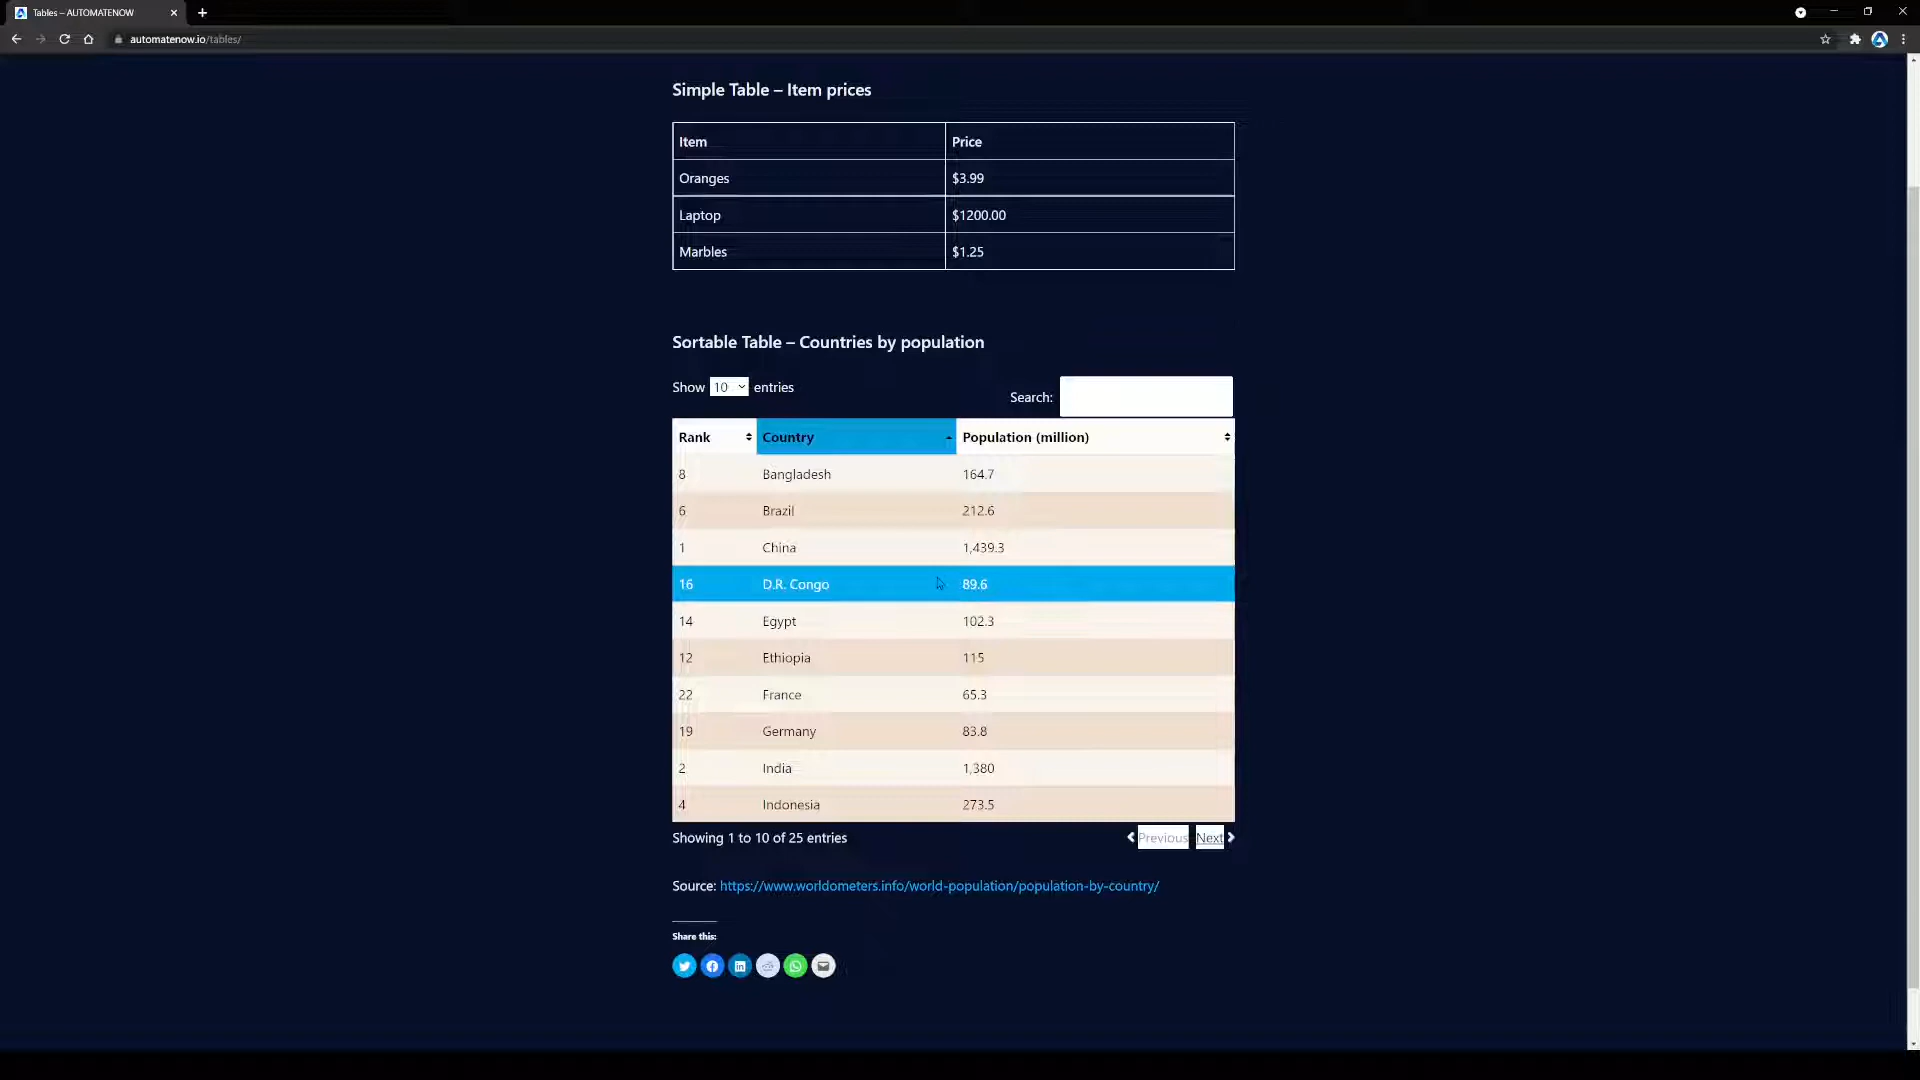 Tables – AUTOMATENOW
automatenow.io/tables/
Simple Table – Item prices
Item Price
Oranges $3.99
Laptop $1200.00
Marbles $1.25
Sortable Table – Countries by population
Show 10 entries
Search:
Rank Country Population (million)
8 Bangladesh 164.7
6 Brazil 212.6
1 China 1,439.3
16 D.R. Congo 89.6
14 Egypt 102.3
12 Ethiopia 115
22 France 65.3
19 Germany 83.8
2 India 1,380
4 Indonesia 273.5
Showing 1 to 10 of 25 entries
Previous Next
Source: https://www.worldometers.info/world-population/population-by-country/
Share this: